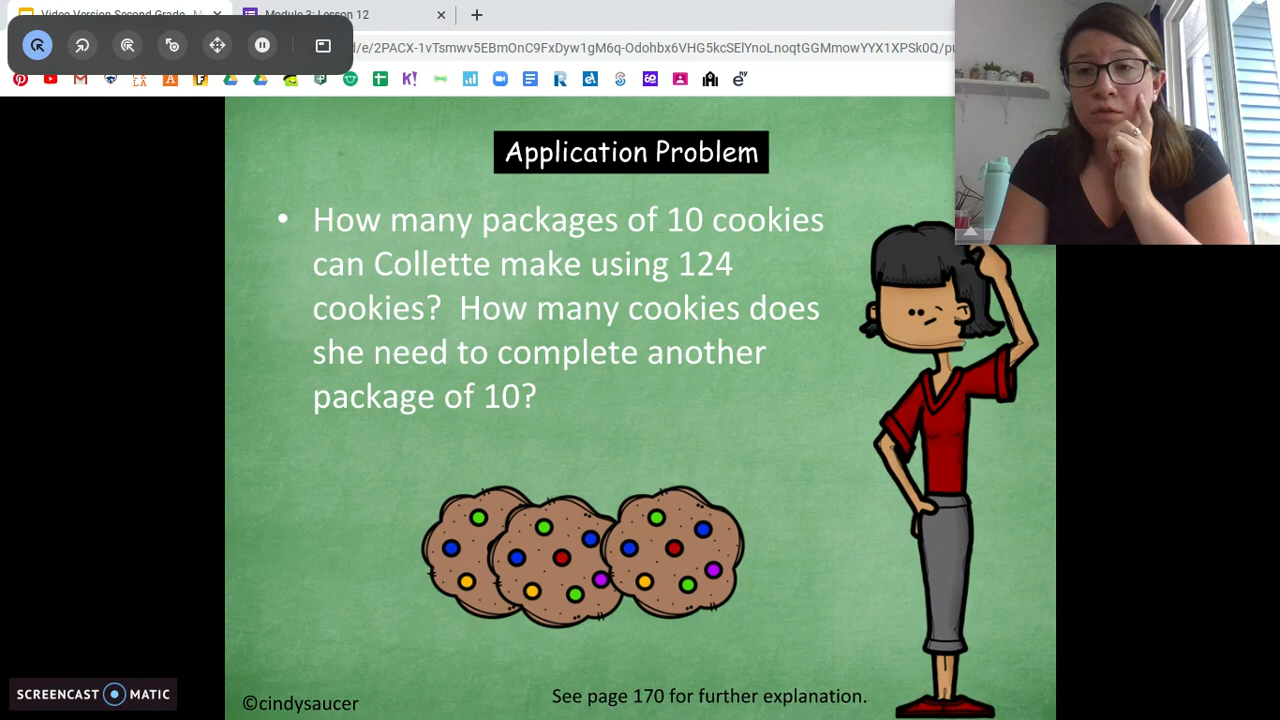 Video Version Second Grade
Module 3: Lesson 12
d/e/2PACX-1vTsmwv5EBmOnC9FxDyw1gM6q-Odohbx6VHG5kcSElYnoLnoqtGGMmowYYX1XPSk0Q/pu
Application Problem
• How many packages of 10 cookies
can Collette make using 124
cookies? How many cookies does
she need to complete another
package of 10?
SCREENCAST MATIC
©cindysaucer
See page 170 for further explanation.